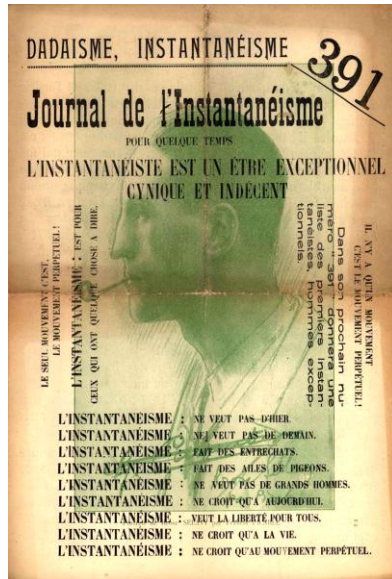 DADAISME, INSTANTANÉISME
391
Journal de l'Instantanéisme
POUR QUELQUE TEMPS
L'INSTANTANÉISTE EST UN ÊTRE EXCEPTIONNEL
CYNIQUE ET INDÉCENT
LE SEUL MOUVEMENT C'EST,
LE MOUVEMENT PERPÉTUEL!
L'INSTANTANÉISME : EST POUR
CEUX QUI ONT QUELQUE CHOSE A DIRE.
IL N'Y A QU'UN MOUVEMENT
C'EST LE MOUVEMENT PERPÉTUEL!
Dans son prochain nu-
méro "391" donnera une
liste des premiers Instan-
tanéistes, hommes excep-
tionnels.
L'INSTANTANÉISME : NE VEUT PAS D'HIER.
L'INSTANTANÉISME : NE VEUT PAS DE DEMAIN.
L'INSTANTANÉISME : FAIT DES ENTRECHATS.
L'INSTANTANÉISME : FAIT DES AILES DE PIGEONS.
L'INSTANTANÉISME : NE VEUT PAS DE GRANDS HOMMES.
L'INSTANTANÉISME : NE CROIT QU'A AUJOURD'HUI.
L'INSTANTANÉISME : VEUT LA LIBERTÉ POUR TOUS.
L'INSTANTANÉISME : NE CROIT QU'A LA VIE.
L'INSTANTANÉISME : NE CROIT QU'AU MOUVEMENT PERPÉTUEL.